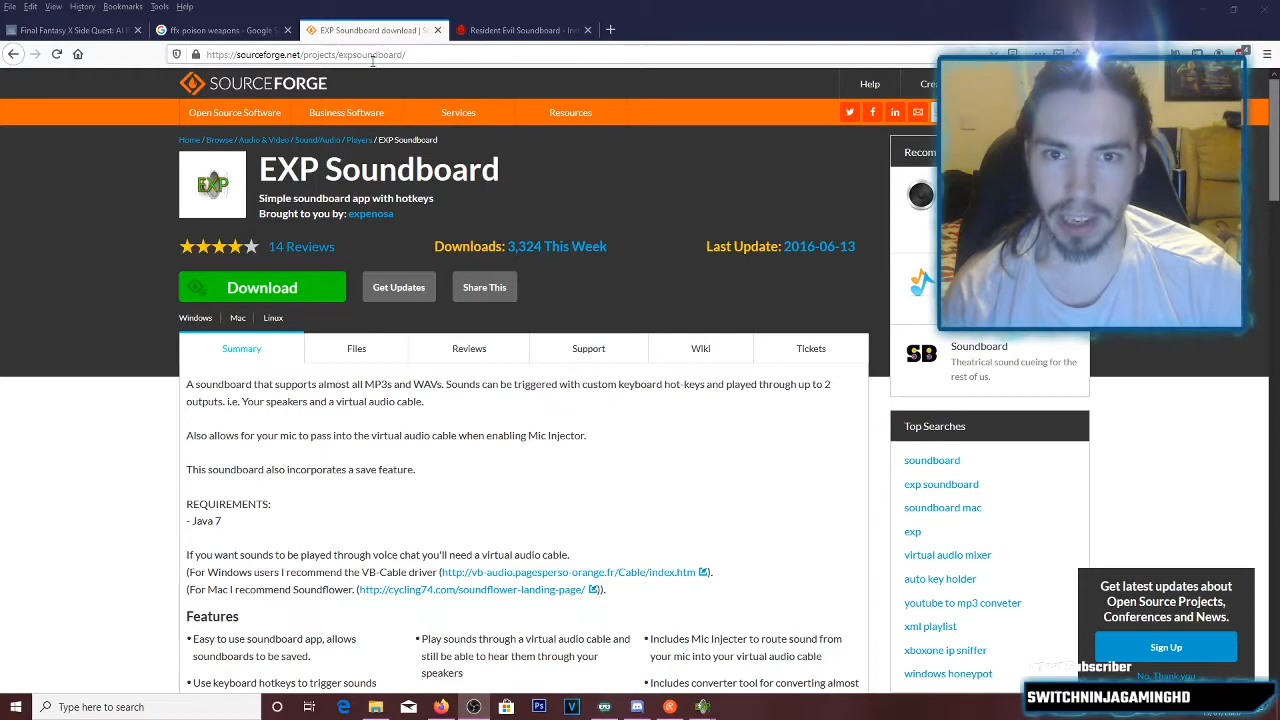 File Edit View History Bookmarks Tools Help
Final Fantasy X Side Quest: Al B
ffx poison weapons - Google S
EXP Soundboard download | S
Resident Evil Soundboard - Ins
https://sourceforge.net/projects/expsoundboard/
4
SOURCEFORGE
Help
Crea
Open Source Software
Business Software
Services
Resources
Home / Browse / Audio & Video / Sound/Audio / Players / EXP Soundboard
Recom
EXP
EXP Soundboard
Simple soundboard app with hotkeys
Brought to you by: expenosa
14 Reviews
Downloads: 3,324 This Week
Last Update: 2016-06-13
Download
Get Updates
Share This
Windows
Mac
Linux
SB
Soundboard
Theatrical sound cueing for the
rest of us.
Summary
Files
Reviews
Support
Wiki
Tickets
A soundboard that supports almost all MP3s and WAVs. Sounds can be triggered with custom keyboard hot-keys and played through up to 2
outputs. i.e. Your speakers and a virtual audio cable.
Also allows for your mic to pass into the virtual audio cable when enabling Mic Injector.
This soundboard also incorporates a save feature.
REQUIREMENTS:
- Java 7
If you want sounds to be played through voice chat you'll need a virtual audio cable.
(For Windows users I recommend the VB-Cable driver (http://vb-audio.pagesperso-orange.fr/Cable/index.htm).
(For Mac I recommend Soundflower. (http://cycling74.com/soundflower-landing-page/)).
Features
• Easy to use soundboard app, allows
soundboards to be saved.
• Use keyboard hotkeys to trigger sounds
• Play sounds through a virtual audio cable and
still be able to hear them through your
speakers
• Includes Mic Injecter to route sound from
your mic into your virtual audio cable
• Includes converter tool for converting almost
Top Searches
soundboard
exp soundboard
soundboard mac
exp
virtual audio mixer
auto key holder
youtube to mp3 conveter
xml playlist
xboxone ip sniffer
windows honeypot
Get latest updates about
Open Source Projects,
Conferences and News.
Sign Up
No, Thank you
Subscriber
SWITCHNINJAGAMINGHD
Type here to search